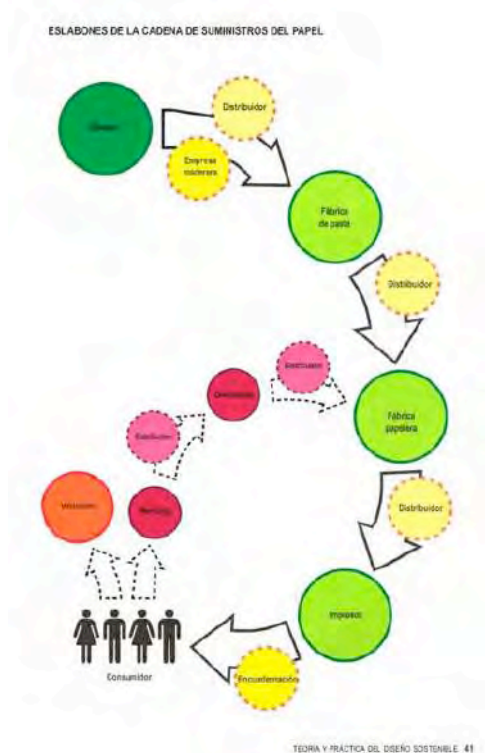 ESLABONES DE LA CADENA DE SUMINISTROS DEL PAPEL
Distribuidor
Empresa
maderera
Fábrica
de pasta
Distribuidor
Distribuidor
Fábrica
papelera
Distribuidor
Impresor
Consumidor
Encuadernación
TEORÍA Y PRÁCTICA DEL DISEÑO SOSTENIBLE 41